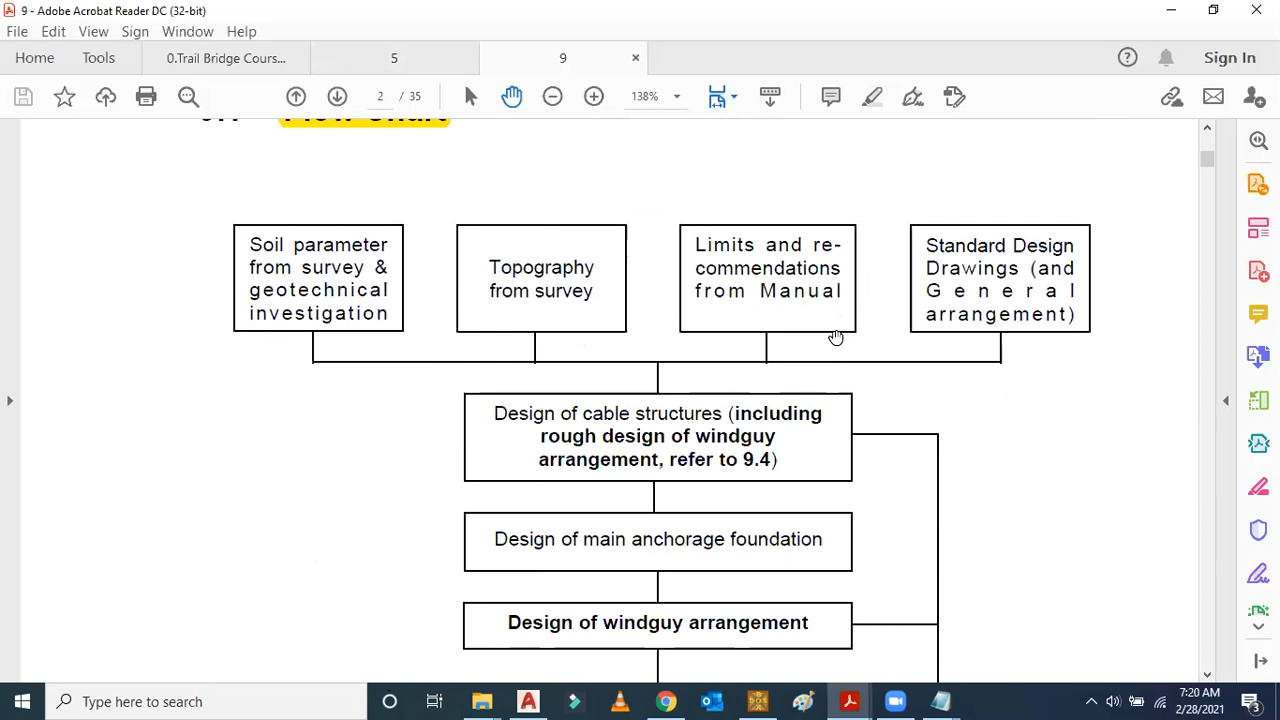 9 - Adobe Acrobat Reader DC (32-bit)
File Edit View Sign Window Help
Home Tools 0.Trail Bridge Cours... 5 9 Sign In
2 / 35 138%
Flow Chart
Soil parameter
from survey &
geotechnical
investigation
Topography
from survey
Limits and re-
commendations
from Manual
Standard Design
Drawings (and
General
arrangement)
Design of cable structures (including
rough design of windguy
arrangement, refer to 9.4)
Design of main anchorage foundation
Design of windguy arrangement
Type here to search
7:20 AM
2/28/2021
3